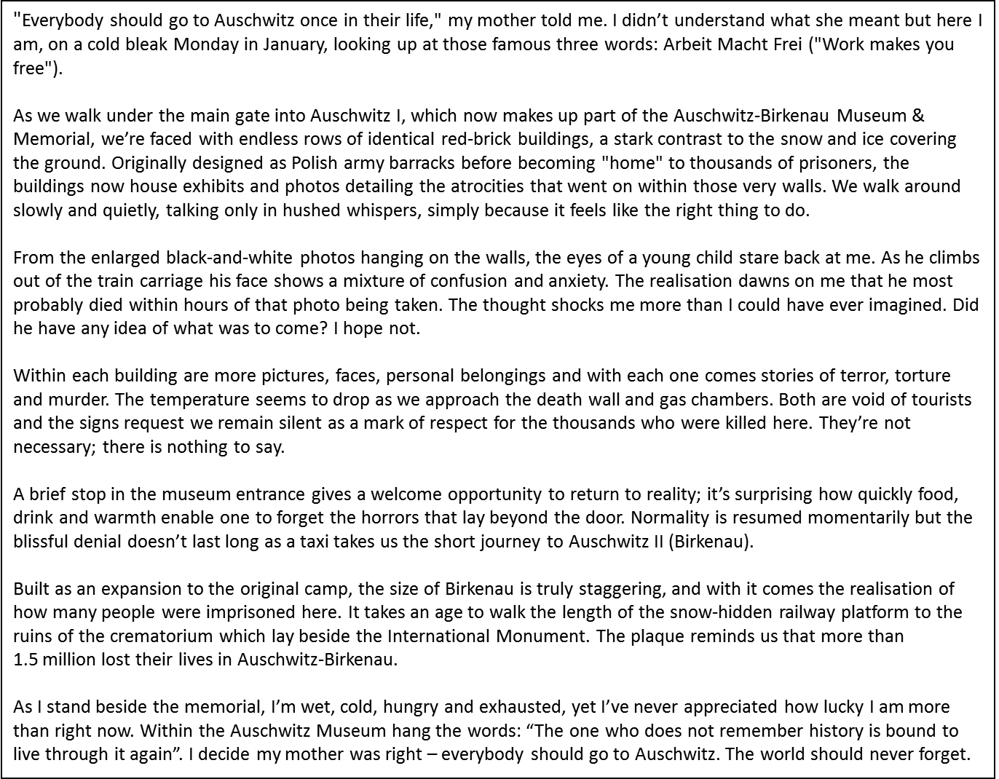 "Everybody should go to Auschwitz once in their life," my mother told me. I didn’t understand what she meant but here I
am, on a cold bleak Monday in January, looking up at those famous three words: Arbeit Macht Frei ("Work makes you
free").
As we walk under the main gate into Auschwitz I, which now makes up part of the Auschwitz-Birkenau Museum &
Memorial, we’re faced with endless rows of identical red-brick buildings, a stark contrast to the snow and ice covering
the ground. Originally designed as Polish army barracks before becoming "home" to thousands of prisoners, the
buildings now house exhibits and photos detailing the atrocities that went on within those very walls. We walk around
slowly and quietly, talking only in hushed whispers, simply because it feels like the right thing to do.
From the enlarged black-and-white photos hanging on the walls, the eyes of a young child stare back at me. As he climbs
out of the train carriage his face shows a mixture of confusion and anxiety. The realisation dawns on me that he most
probably died within hours of that photo being taken. The thought shocks me more than I could have ever imagined. Did
he have any idea of what was to come? I hope not.
Within each building are more pictures, faces, personal belongings and with each one comes stories of terror, torture
and murder. The temperature seems to drop as we approach the death wall and gas chambers. Both are void of tourists
and the signs request we remain silent as a mark of respect for the thousands who were killed here. They’re not
necessary; there is nothing to say.
A brief stop in the museum entrance gives a welcome opportunity to return to reality; it’s surprising how quickly food,
drink and warmth enable one to forget the horrors that lay beyond the door. Normality is resumed momentarily but the
blissful denial doesn’t last long as a taxi takes us the short journey to Auschwitz II (Birkenau).
Built as an expansion to the original camp, the size of Birkenau is truly staggering, and with it comes the realisation of
how many people were imprisoned here. It takes an age to walk the length of the snow-hidden railway platform to the
ruins of the crematorium which lay beside the International Monument. The plaque reminds us that more than
1.5 million lost their lives in Auschwitz-Birkenau.
As I stand beside the memorial, I’m wet, cold, hungry and exhausted, yet I’ve never appreciated how lucky I am more
than right now. Within the Auschwitz Museum hang the words: “The one who does not remember history is bound to
live through it again”. I decide my mother was right – everybody should go to Auschwitz. The world should never forget.